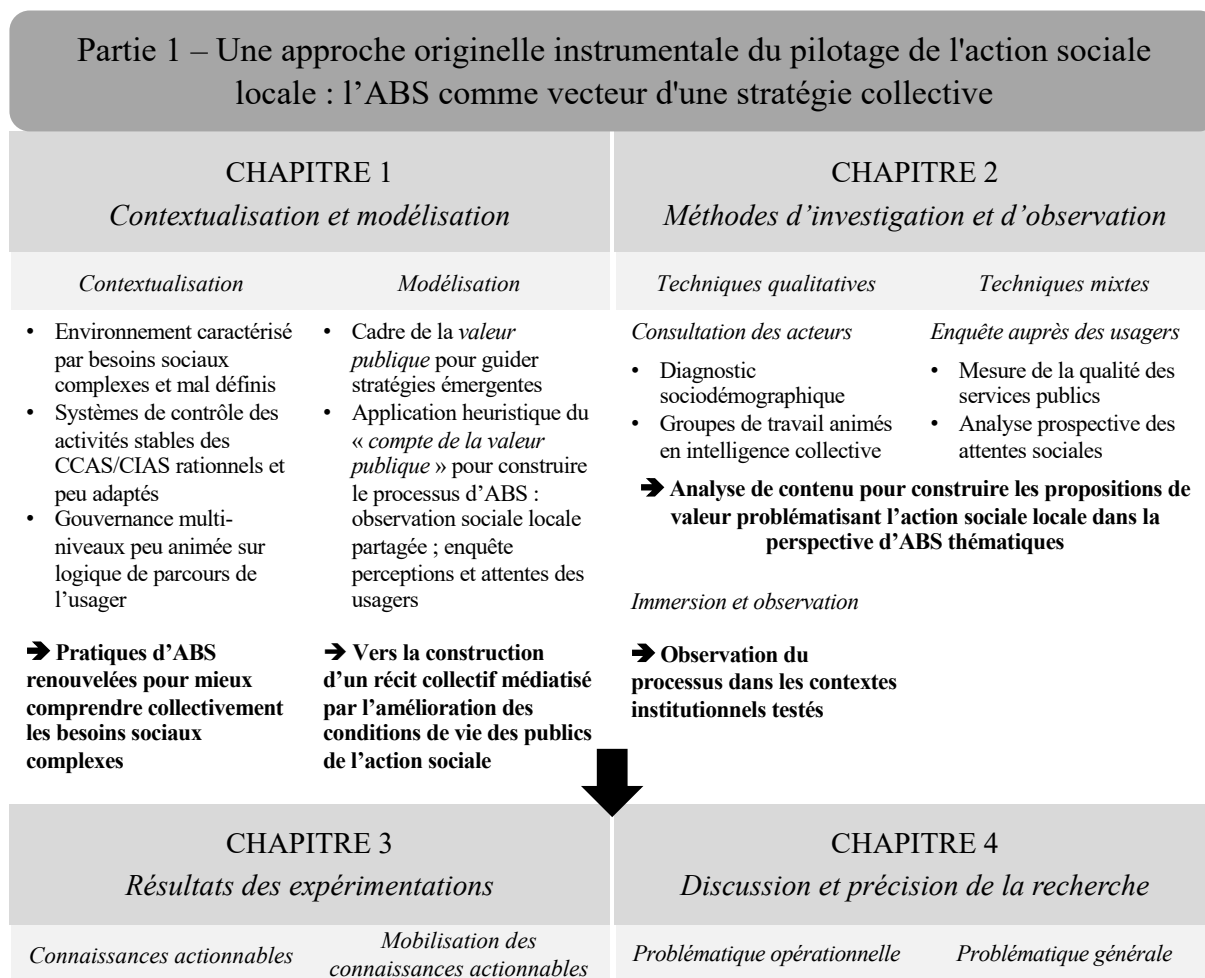 Partie 1 – Une approche originelle instrumentale du pilotage de l'action sociale
locale : l’ABS comme vecteur d'une stratégie collective
CHAPITRE 1
Contextualisation et modélisation
Contextualisation
• Environnement caractérisé
par besoins sociaux
complexes et mal définis
• Systèmes de contrôle des
activités stables des
CCAS/CIAS rationnels et
peu adaptés
• Gouvernance multi-
niveaux peu animée sur
logique de parcours de
l’usager
➔ Pratiques d’ABS
renouvelées pour mieux
comprendre collectivement
les besoins sociaux
complexes
Modélisation
• Cadre de la valeur
publique pour guider
stratégies émergentes
• Application heuristique du
« compte de la valeur
publique » pour construire
le processus d’ABS :
observation sociale locale
partagée ; enquête
perceptions et attentes des
usagers
➔ Vers la construction
d’un récit collectif médiatisé
par l’amélioration des
conditions de vie des publics
de l’action sociale
CHAPITRE 2
Méthodes d’investigation et d’observation
Techniques qualitatives
Consultation des acteurs
• Diagnostic
sociodémographique
• Groupes de travail animés
en intelligence collective
Techniques mixtes
Enquête auprès des usagers
• Mesure de la qualité des
services publics
• Analyse prospective des
attentes sociales
➔ Analyse de contenu pour construire les propositions de
valeur problématisant l’action sociale locale dans la
perspective d’ABS thématiques
Immersion et observation
➔ Observation du
processus dans les contextes
institutionnels testés
CHAPITRE 3
Résultats des expérimentations
Connaissances actionnables
Mobilisation des
connaissances actionnables
CHAPITRE 4
Discussion et précision de la recherche
Problématique opérationnelle
Problématique générale